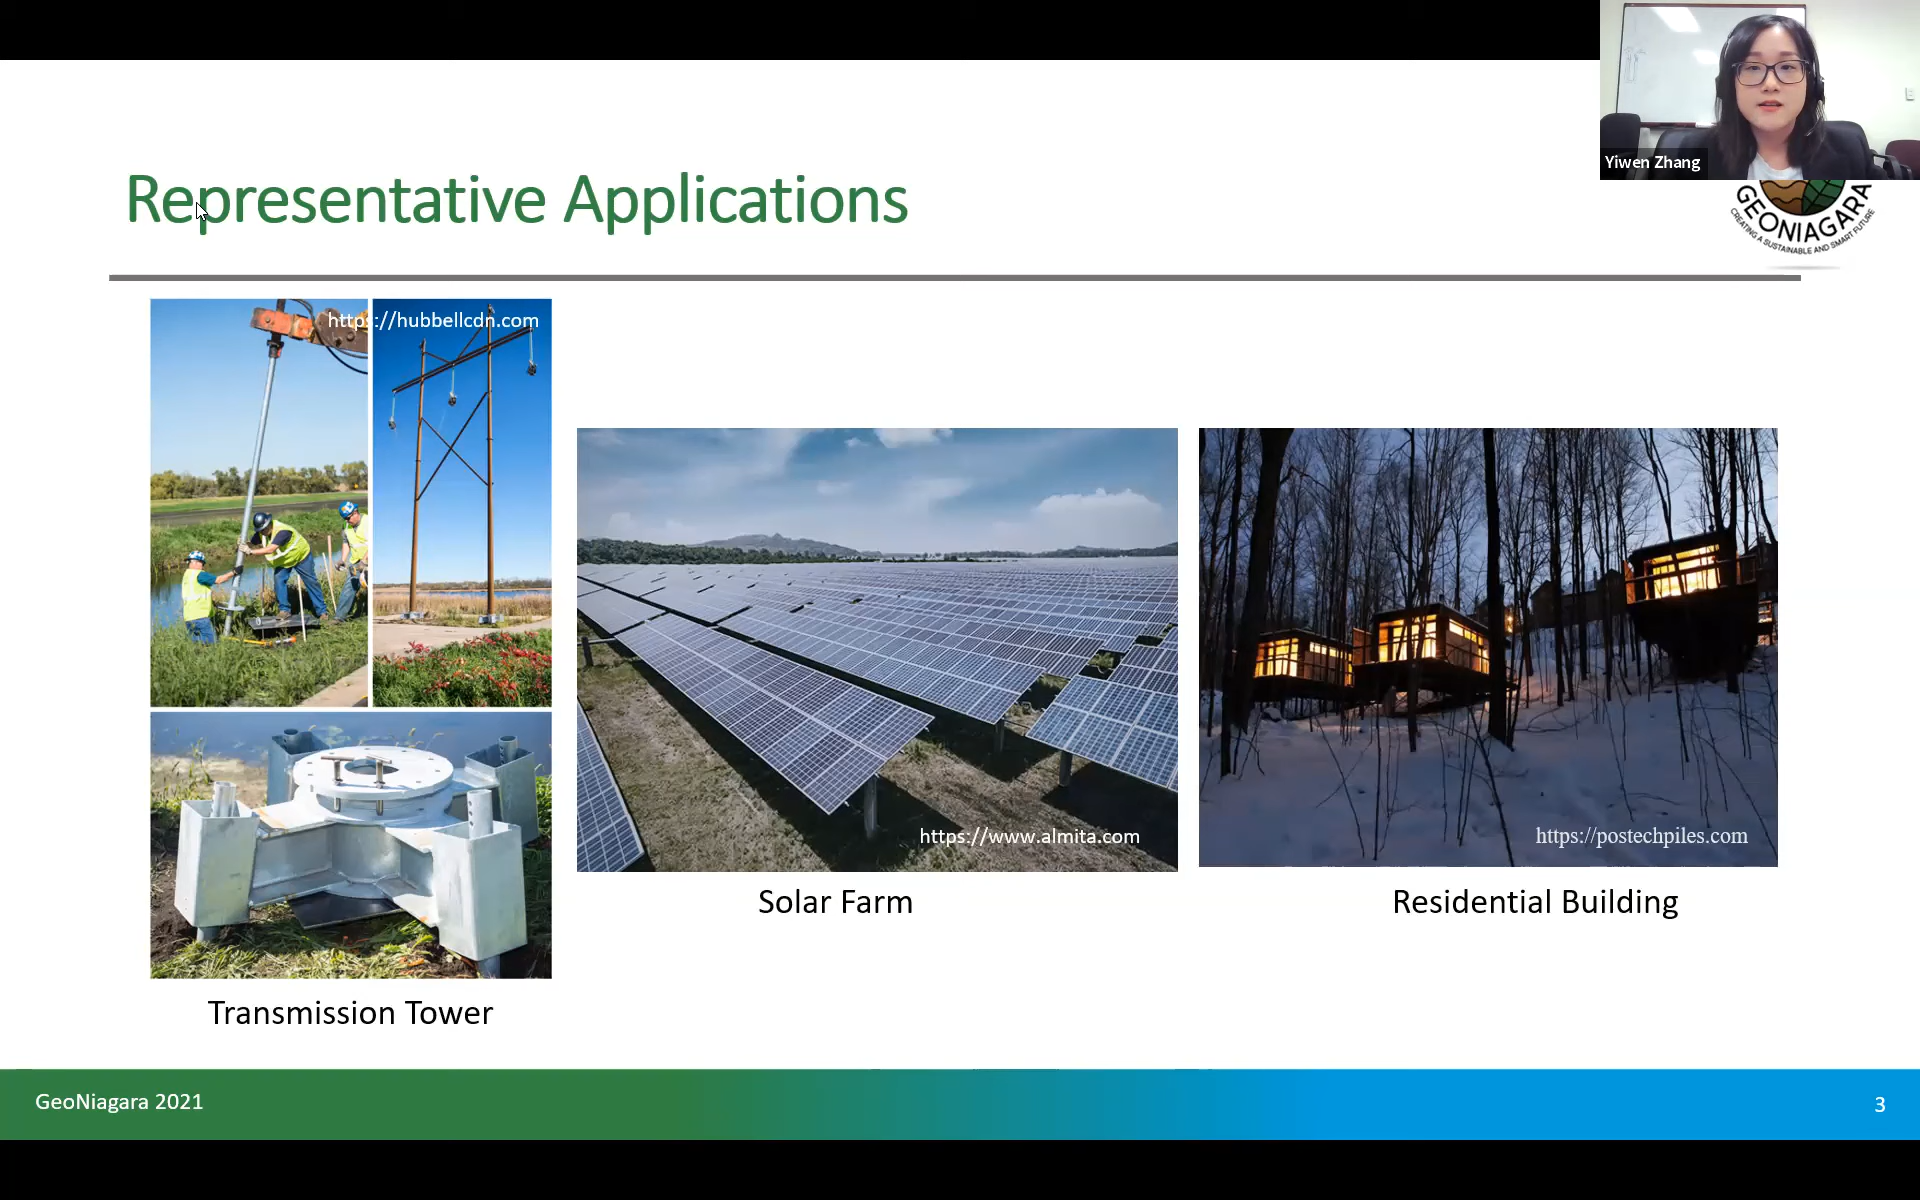 Yiwen Zhang
Representative Applications
GEONIAGARA
CREATING A SUSTAINABLE AND SMART FUTURE
https://hubbellcdn.com
https://www.almita.com
https://postechpiles.com
Solar Farm
Residential Building
Transmission Tower
GeoNiagara 2021
3